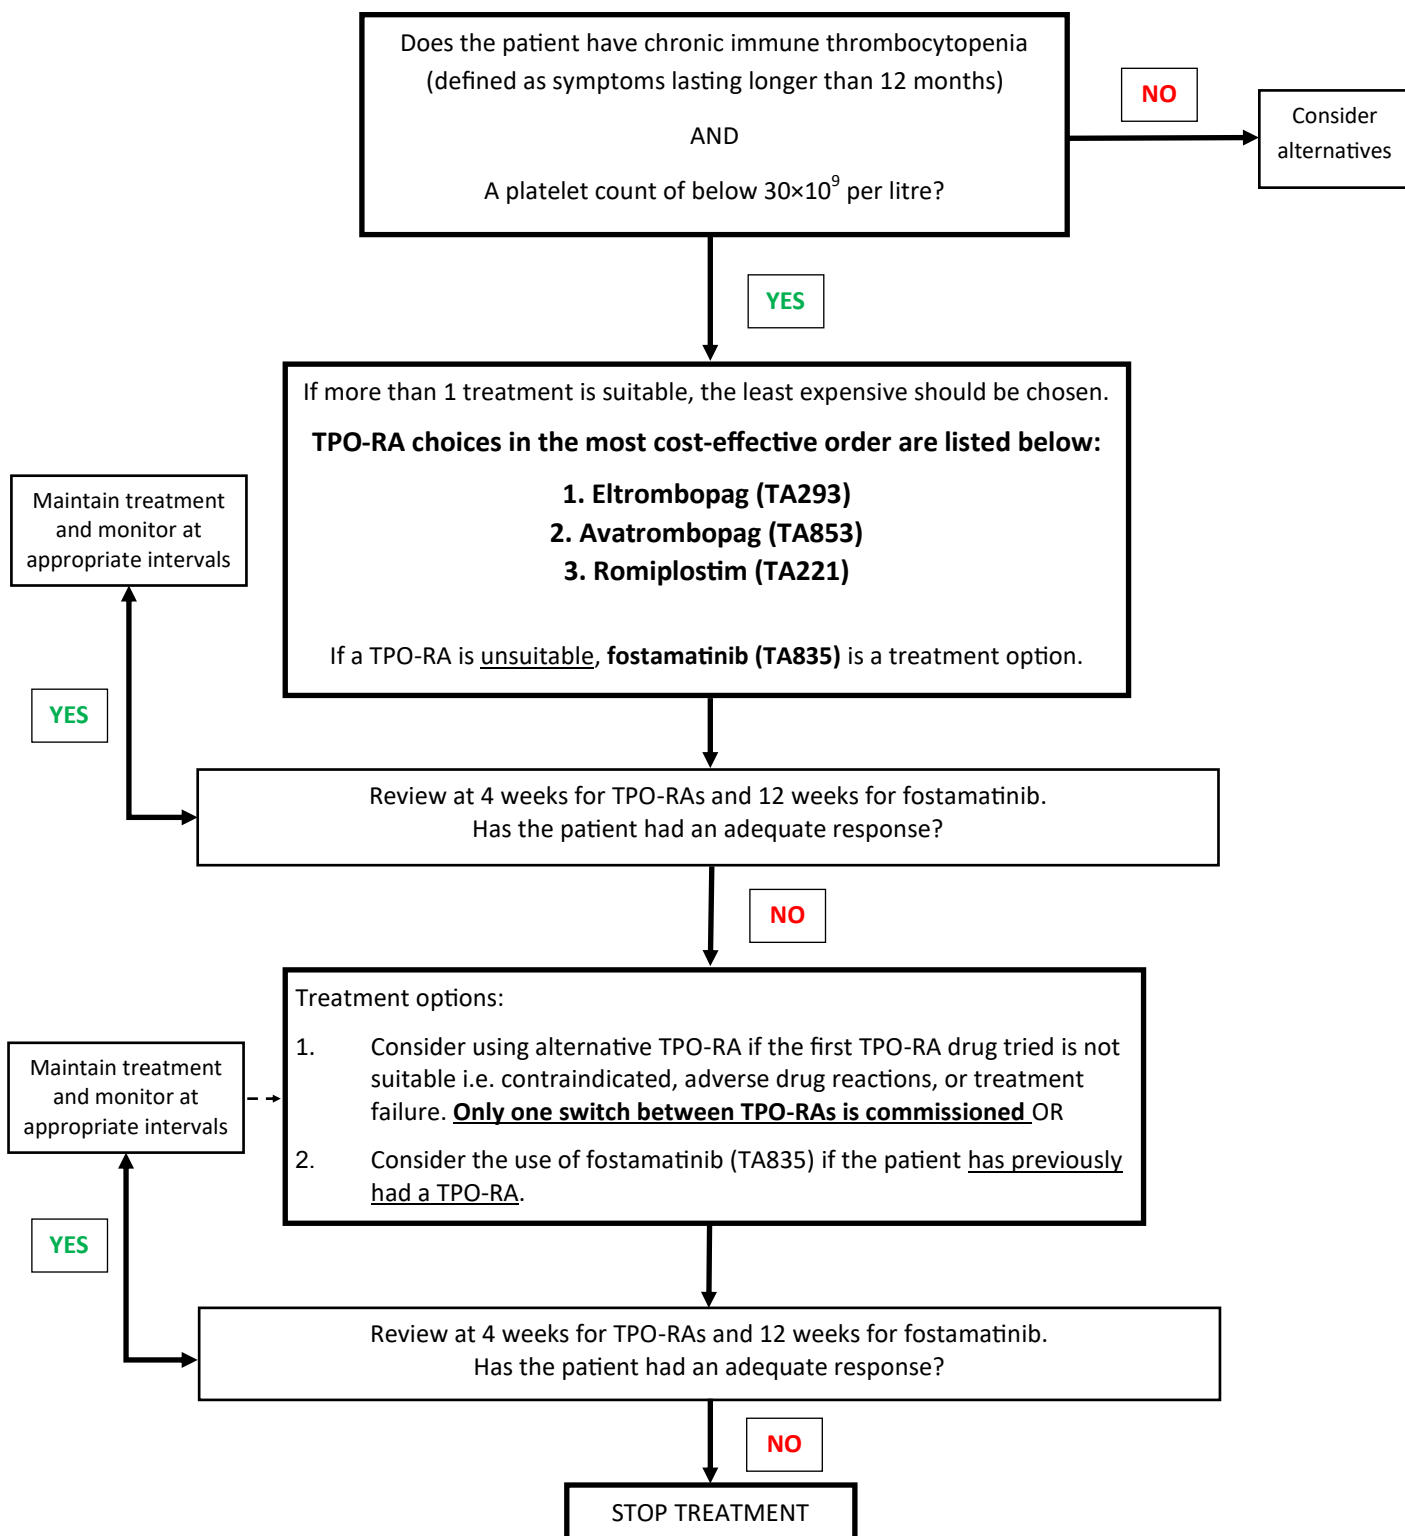 Does the patient have chronic immune thrombocytopenia
(defined as symptoms lasting longer than 12 months)
AND
A platelet count of below 30×10⁹ per litre?
NO
Consider
alternatives
YES
If more than 1 treatment is suitable, the least expensive should be chosen.
TPO-RA choices in the most cost-effective order are listed below:
1. Eltrombopag (TA293)
2. Avatrombopag (TA853)
3. Romiplostim (TA221)
If a TPO-RA is unsuitable, fostamatinib (TA835) is a treatment option.
Maintain treatment
and monitor at
appropriate intervals
YES
Review at 4 weeks for TPO-RAs and 12 weeks for fostamatinib.
Has the patient had an adequate response?
NO
Treatment options:
1. Consider using alternative TPO-RA if the first TPO-RA drug tried is not
suitable i.e. contraindicated, adverse drug reactions, or treatment
failure. Only one switch between TPO-RAs is commissioned OR
2. Consider the use of fostamatinib (TA835) if the patient has previously
had a TPO-RA.
Maintain treatment
and monitor at
appropriate intervals
YES
Review at 4 weeks for TPO-RAs and 12 weeks for fostamatinib.
Has the patient had an adequate response?
NO
STOP TREATMENT